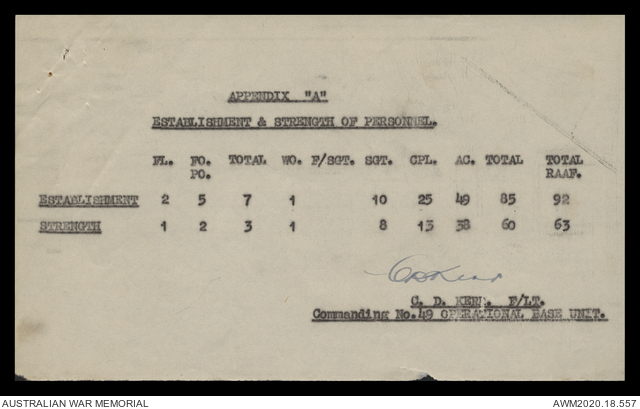 APPENDIX "A"
ESTABLISHMENT & STRENGTH OF PERSONNEL.
FL. FO. TOTAL WO. F/SGT. SGT. CPL. AC. TOTAL TOTAL
PO. RAAF.
ESTABLISHMENT 2 5 7 1 10 25 49 85 92
STRENGTH 1 2 3 1 8 13 38 60 63
C. D. KERR. F/LT.
Commanding No.49 OPERATIONAL BASE UNIT.
AUSTRALIAN WAR MEMORIAL
AWM2020.18.557